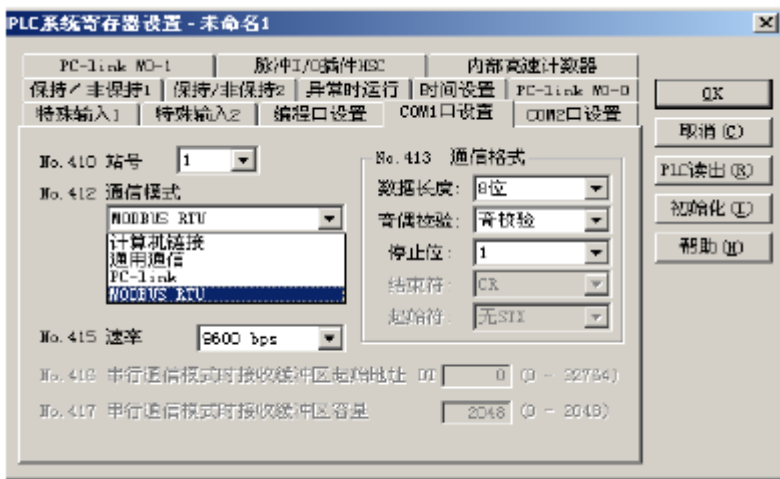 PLC系统寄存器设置 - 未命名1
PC-link W0-1 脉冲I/O插件HSC 内部高速计数器
保持/非保持1 保持/非保持2 异常时运行 时间设置 PC-link W0-0
特殊输入1 特殊输入2 编程口设置 COM1口设置 COM2口设置
No.410 站号 1
No.412 通信模式
MODBUS RTU
计算机链接
通用通信
PC-link
MODBUS RTU
No.413 通信格式
数据长度: 8位
奇偶校验: 奇校验
停止位: 1
结束符: CR
起始符: 无STX
No.415 速率 9600 bps
No.416 串行通信模式时接收缓冲区起始地址 DT 0 (0 - 32764)
No.417 串行通信模式时接收缓冲区容量 2048 (0 - 2048)
OK
取消(C)
PLC读出(R)
初始化(I)
帮助(H)